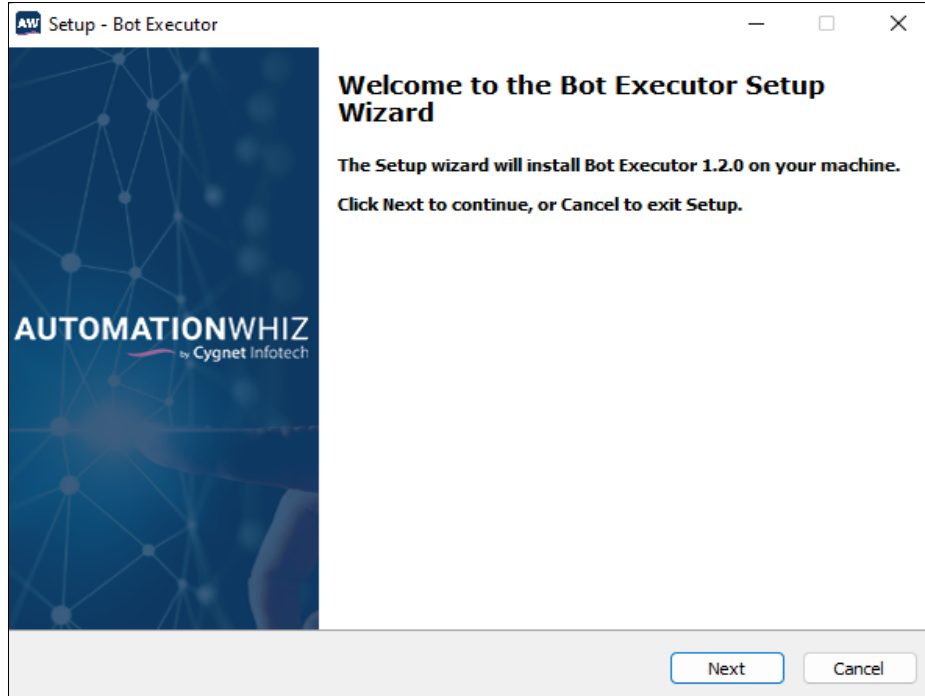 AW Setup - Bot Executor
Welcome to the Bot Executor Setup
Wizard
The Setup wizard will install Bot Executor 1.2.0 on your machine.
Click Next to continue, or Cancel to exit Setup.
AUTOMATIONWHIZ
by Cygnet Infotech
Next Cancel